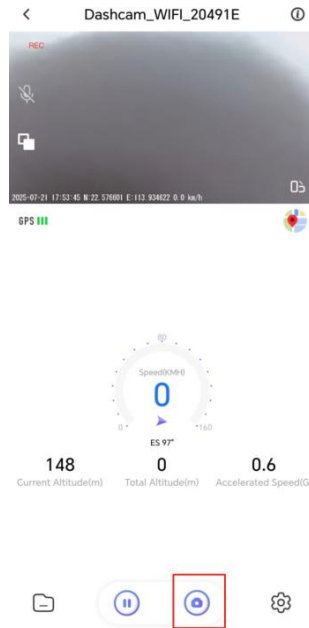 Dashcam_WIFI_20491E
REC
2025-07-21 17:53:45 N:22.576601 E:113.934622 0.0 km/h
GPS
80
Speed(KMH)
0
0
160
ES 97°
148 0 0.6
Current Altitude(m) Total Altitude(m) Accelerated Speed(G